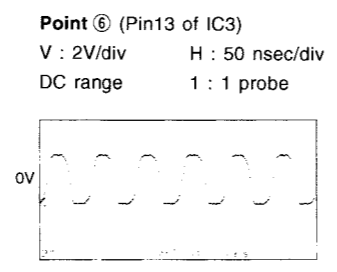 Point ⑥ (Pin13 of IC3)
V : 2V/div H : 50 nsec/div
DC range 1 : 1 probe
0V